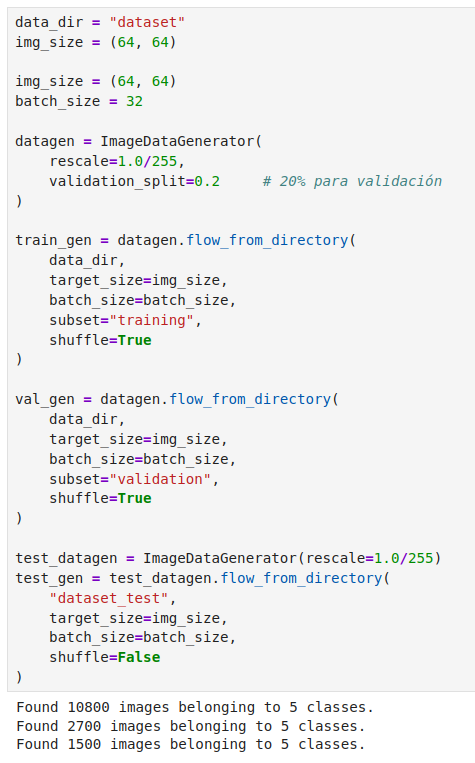 data_dir = "dataset"
img_size = (64, 64)

img_size = (64, 64)
batch_size = 32

datagen = ImageDataGenerator(
    rescale=1.0/255,
    validation_split=0.2     # 20% para validación
)

train_gen = datagen.flow_from_directory(
    data_dir,
    target_size=img_size,
    batch_size=batch_size,
    subset="training",
    shuffle=True
)

val_gen = datagen.flow_from_directory(
    data_dir,
    target_size=img_size,
    batch_size=batch_size,
    subset="validation",
    shuffle=True
)

test_datagen = ImageDataGenerator(rescale=1.0/255)
test_gen = test_datagen.flow_from_directory(
    "dataset_test",
    target_size=img_size,
    batch_size=batch_size,
    shuffle=False
)
Found 10800 images belonging to 5 classes.
Found 2700 images belonging to 5 classes.
Found 1500 images belonging to 5 classes.